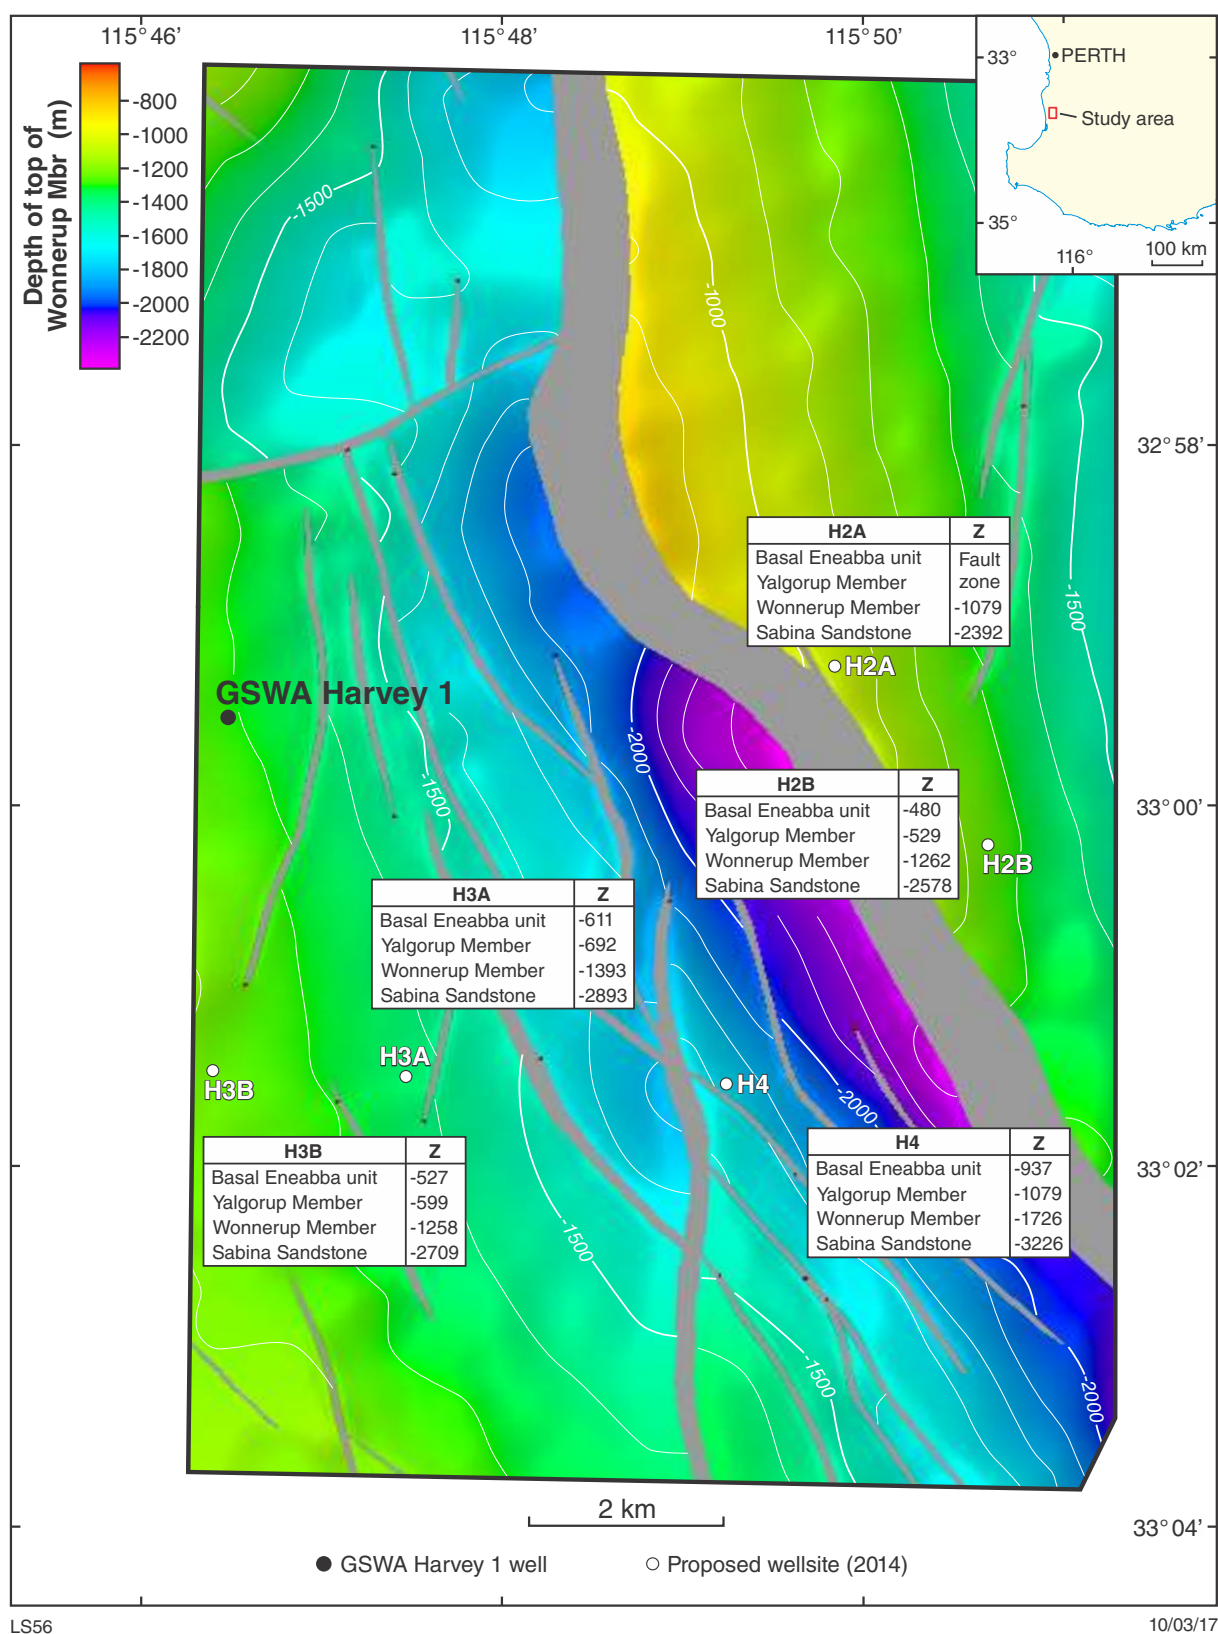 115°46’
115°48’
115°50’
33°
PERTH
Study area
35°
116°
100 km
Depth of top of
Wonnerup Mbr (m)
-800
-1000
-1200
-1400
-1600
-1800
-2000
-2200
-1500
-1000
32°58’
-1500
H2A Z
Basal Eneabba unit Fault
Yalgorup Member zone
Wonnerup Member -1079
Sabina Sandstone -2392
H2A
GSWA Harvey 1
-2000
-1500
H2B Z
Basal Eneabba unit -480
Yalgorup Member -529
Wonnerup Member -1262
Sabina Sandstone -2578
33°00’
H2B
H3A Z
Basal Eneabba unit -611
Yalgorup Member -692
Wonnerup Member -1393
Sabina Sandstone -2893
H3A
H3B
H4
-2000
H3B Z
Basal Eneabba unit -527
Yalgorup Member -599
Wonnerup Member -1258
Sabina Sandstone -2709
H4 Z
Basal Eneabba unit -937
Yalgorup Member -1079
Wonnerup Member -1726
Sabina Sandstone -3226
33°02’
-1500
-1500
-2000
2 km
33°04’
GSWA Harvey 1 well
Proposed wellsite (2014)
LS56
10/03/17